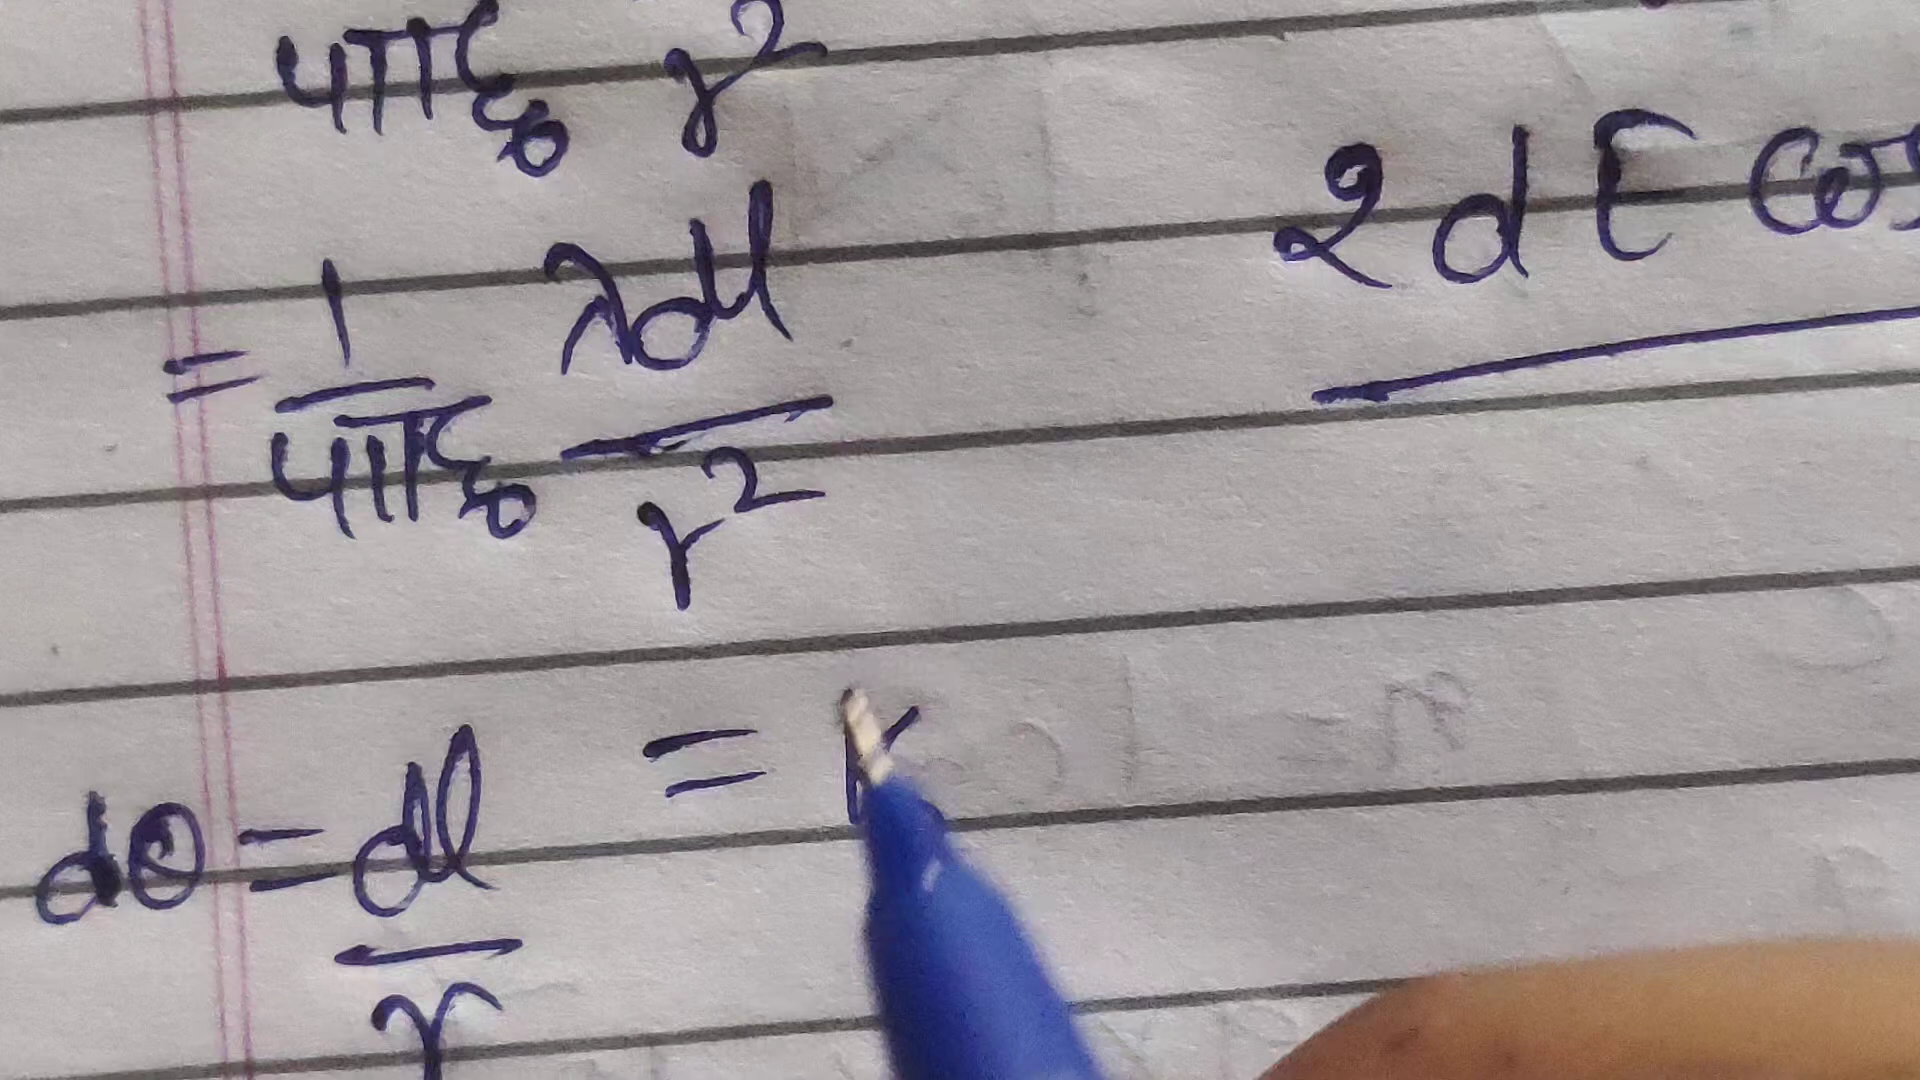 4πε₀ r²
= 1/4πε₀ λdl/r²
2dE cos
dθ = dl/r
=